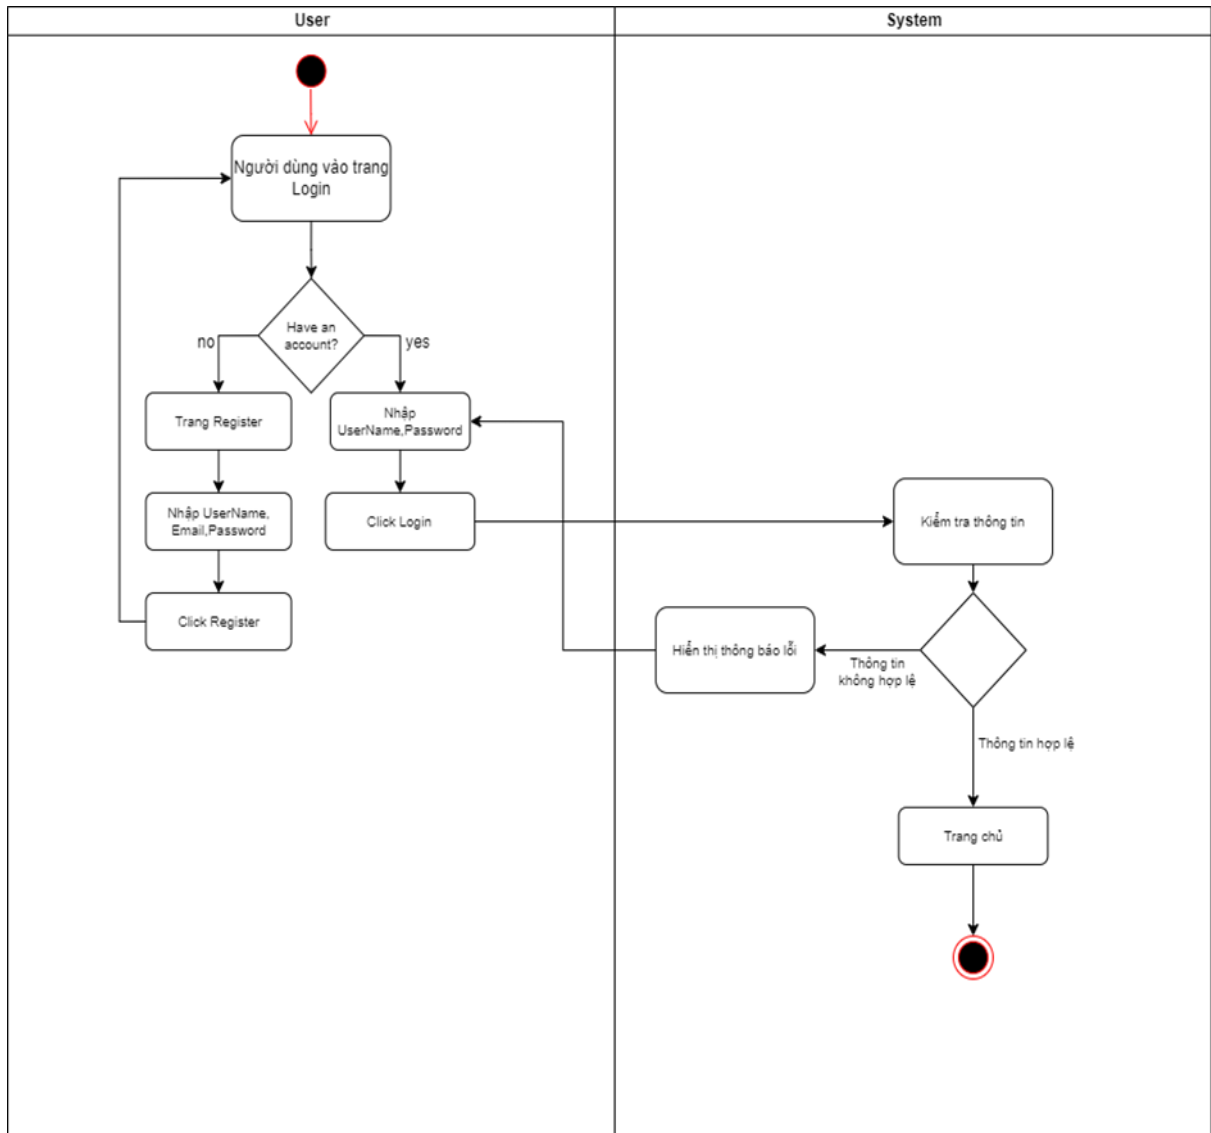 User
System
Người dùng vào trang
Login
Have an
account?
no
yes
Trang Register
Nhập
UserName,Password
Nhập UserName,
Email,Password
Click Login
Kiểm tra thông tin
Click Register
Hiển thị thông báo lỗi
Thông tin
không hợp lệ
Thông tin hợp lệ
Trang chủ